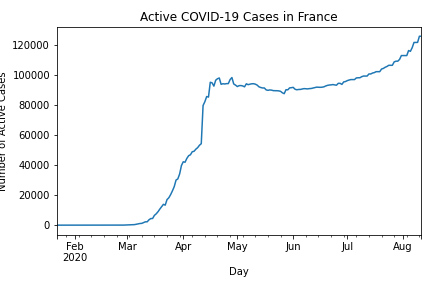 Active COVID-19 Cases in France
Number of Active Cases
120000
100000
80000
60000
40000
20000
0
Feb
2020
Mar
Apr
May
Jun
Jul
Aug
Day